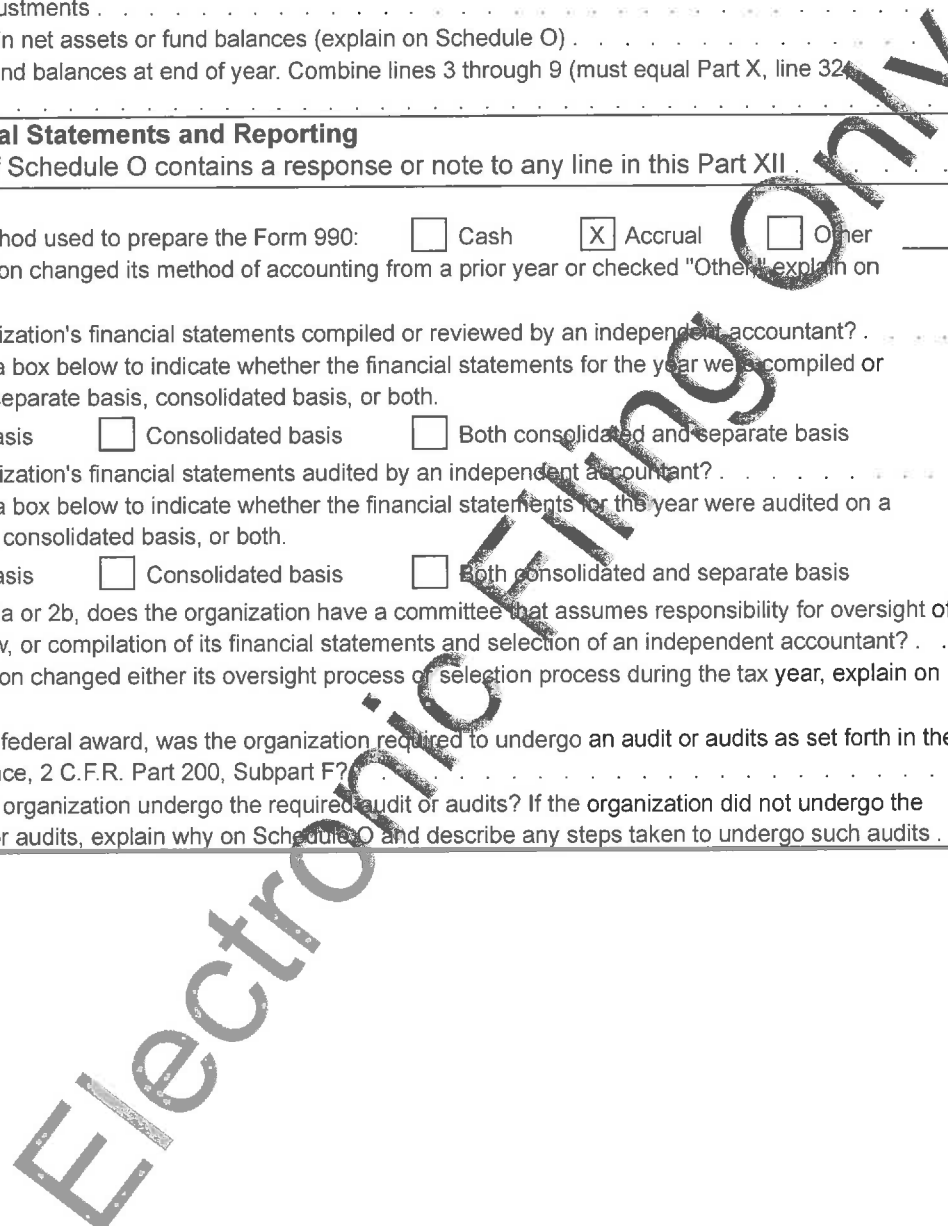 ustments . . . . . . . . . . . . . . . . . . . . . . . . . . . .
n net assets or fund balances (explain on Schedule O) . . . . . . . . . . . .
nd balances at end of year. Combine lines 3 through 9 (must equal Part X, line 32
. . . . . . . . . . . . . . . . . . . . . . . . . . . . . .
al Statements and Reporting
Schedule O contains a response or note to any line in this Part XII . . . . .
hod used to prepare the Form 990: Cash X Accrual Other
on changed its method of accounting from a prior year or checked "Other," explain on
ization's financial statements compiled or reviewed by an independent accountant? . . . .
a box below to indicate whether the financial statements for the year were compiled or
eparate basis, consolidated basis, or both.
asis Consolidated basis Both consolidated and separate basis
ization's financial statements audited by an independent accountant? . . . . . . . .
a box below to indicate whether the financial statements for the year were audited on a
consolidated basis, or both.
asis Consolidated basis Both consolidated and separate basis
a or 2b, does the organization have a committee that assumes responsibility for oversight of
, or compilation of its financial statements and selection of an independent accountant? . .
on changed either its oversight process or selection process during the tax year, explain on
federal award, was the organization required to undergo an audit or audits as set forth in the
ce, 2 C.F.R. Part 200, Subpart F? . . . . . . . . . . . . . . . . . . .
organization undergo the required audit or audits? If the organization did not undergo the
r audits, explain why on Schedule O and describe any steps taken to undergo such audits .
Electronic Filing Only